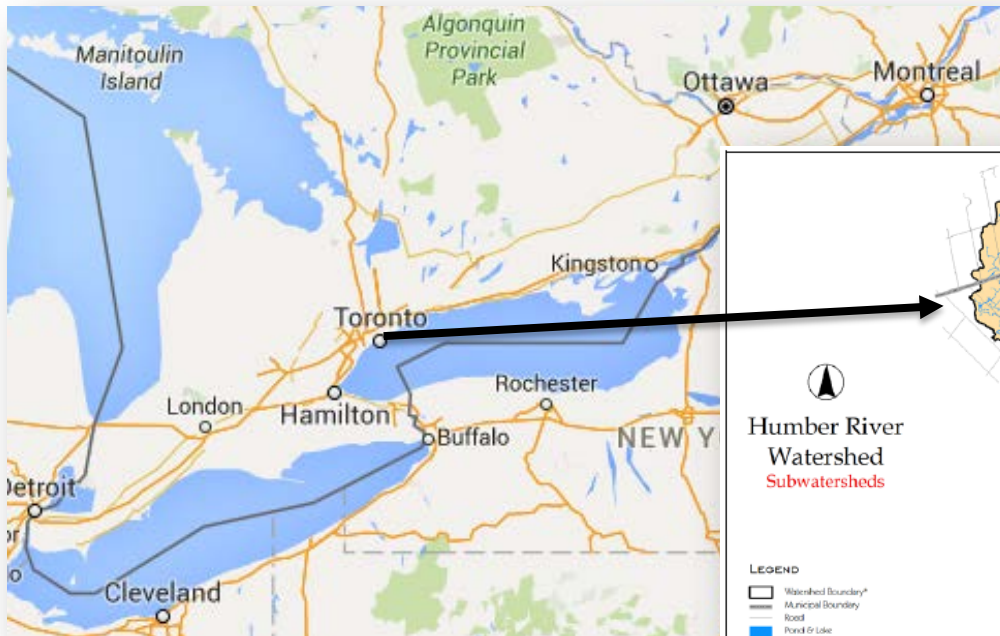 Manitoulin
Island
Algonquin
Provincial
Park
Ottawa
Montreal
Kingston
Toronto
Rochester
London
Hamilton
Buffalo
NEW Y
Detroit
or
o
Cleveland
Humber River
Watershed
Subwatersheds
LEGEND
Watershed Boundary*
Municipal Boundary
Road
Pond & Lake